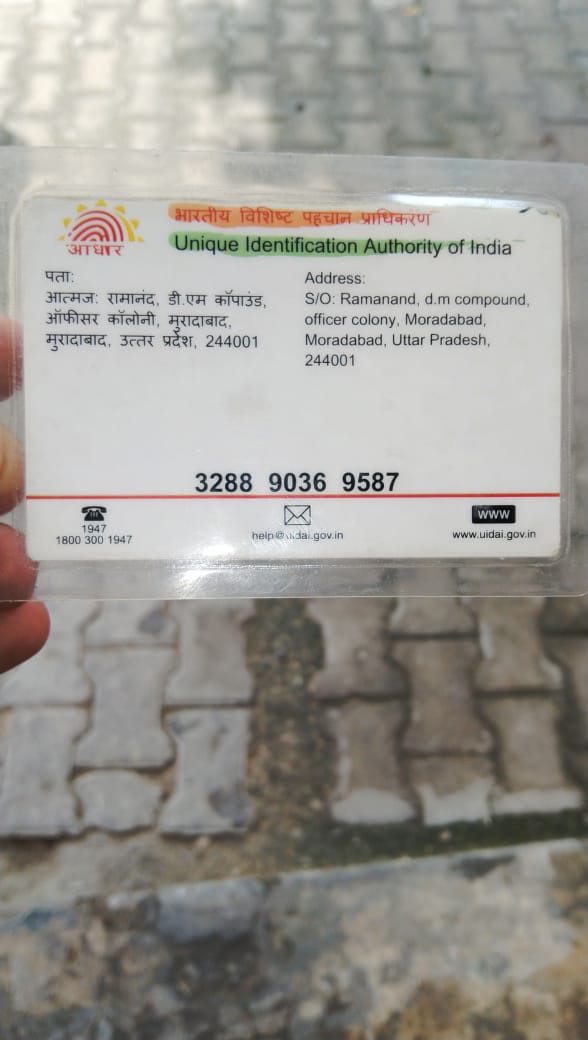 आधार
भारतीय विशिष्ट पहचान प्राधिकरण
Unique Identification Authority of India
पता:
आत्मज: रामानंद, डी.एम कॉपाउंड,
ऑफीसर कॉलोनी, मुरादाबाद,
मुरादाबाद, उत्तर प्रदेश, 244001
Address:
S/O: Ramanand, d.m compound,
officer colony, Moradabad,
Moradabad, Uttar Pradesh,
244001
3288 9036 9587
1947
1800 300 1947
help@uidai.gov.in
www
www.uidai.gov.in